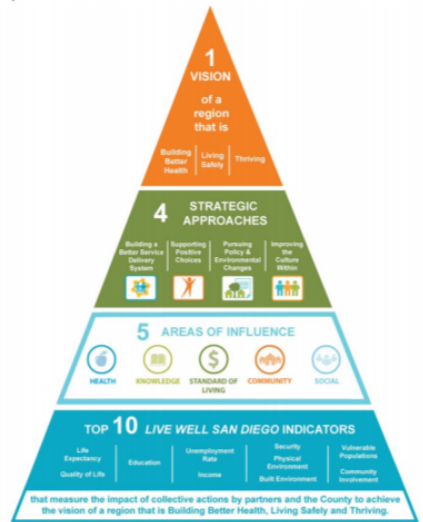 1
VISION
of a
region
that is
Building
Better
Health
Living
Safely
Thriving
4
STRATEGIC
APPROACHES
Building a
Better Service
Delivery
System
Supporting
Positive
Choices
Pursuing
Policy &
Environmental
Changes
Improving
the
Culture
Within
5 AREAS OF INFLUENCE
HEALTH
KNOWLEDGE
STANDARD OF
LIVING
COMMUNITY
SOCIAL
TOP 10 LIVE WELL SAN DIEGO INDICATORS
Life
Expectancy
Quality of Life
Education
Unemployment
Rate
Income
Security
Physical
Environment
Built Environment
Vulnerable
Populations
Community
Involvement
that measure the impact of collective actions by partners and the County to achieve
the vision of a region that is Building Better Health, Living Safely and Thriving.